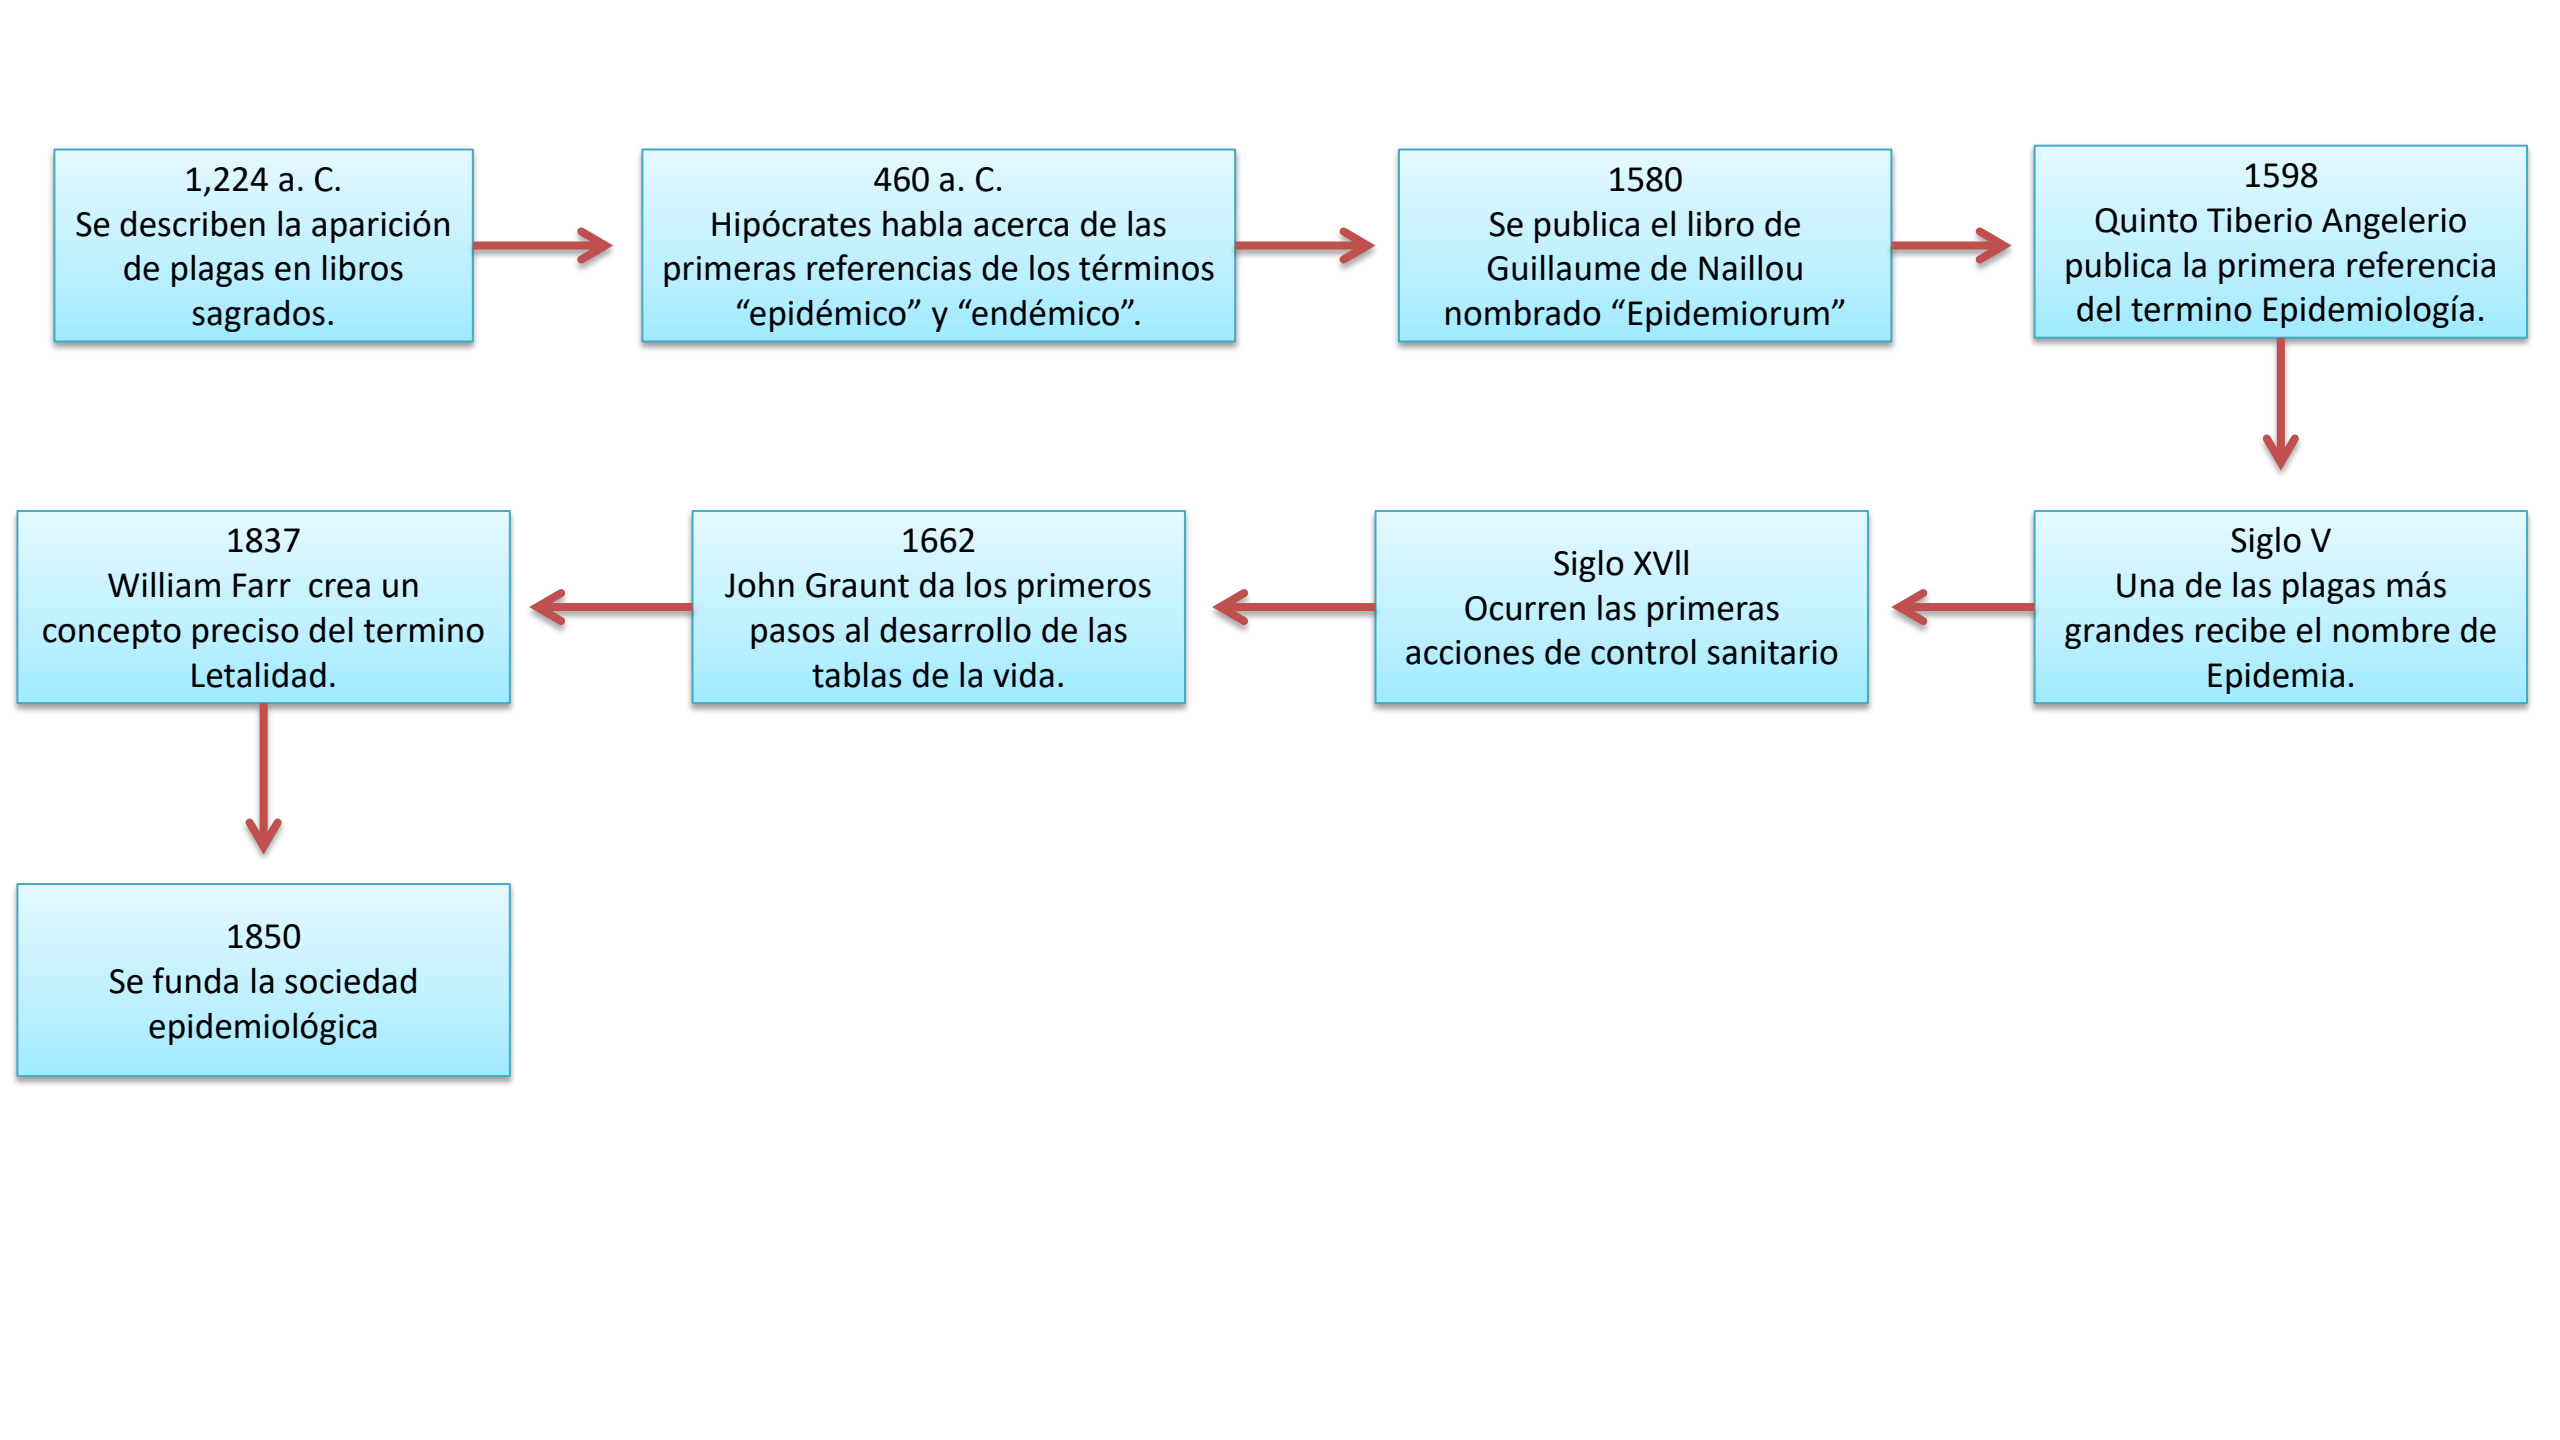 1,224 a. C.
Se describen la aparición
de plagas en libros
sagrados.
460 a. C.
Hipócrates habla acerca de las
primeras referencias de los términos
“epidémico” y “endémico”.
1580
Se publica el libro de
Guillaume de Naillou
nombrado “Epidemiorum”
1598
Quinto Tiberio Angelerio
publica la primera referencia
del termino Epidemiología.
Siglo V
Una de las plagas más
grandes recibe el nombre de
Epidemia.
Siglo XVll
Ocurren las primeras
acciones de control sanitario
1662
John Graunt da los primeros
pasos al desarrollo de las
tablas de la vida.
1837
William Farr  crea un
concepto preciso del termino
Letalidad.
1850
Se funda la sociedad
epidemiológica